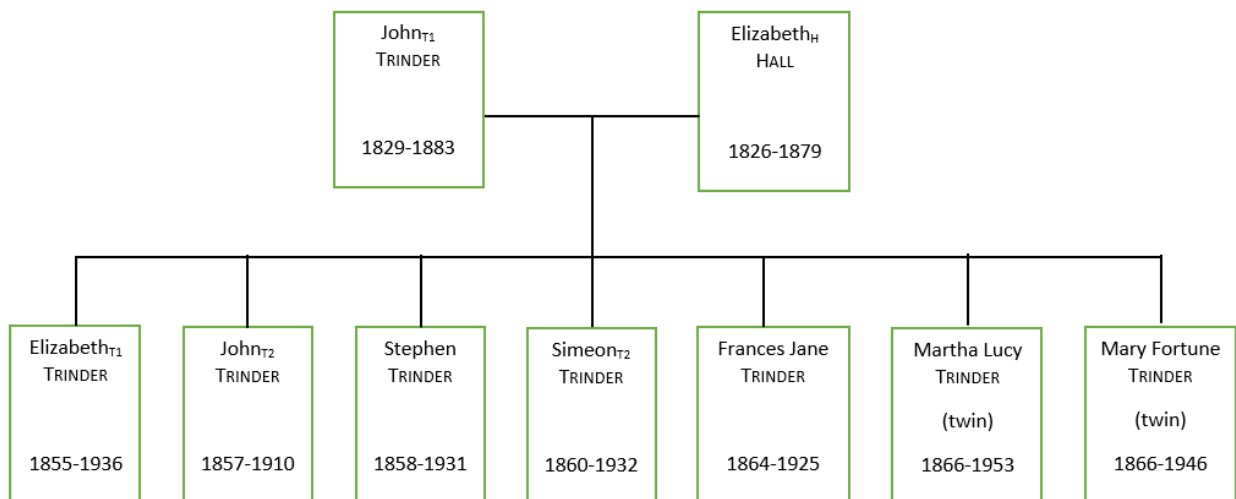 JohnT1
TRINDER
1829-1883
ElizabethH
HALL
1826-1879
ElizabethT1
TRINDER
1855-1936
JohnT2
TRINDER
1857-1910
Stephen
TRINDER
1858-1931
SimeonT2
TRINDER
1860-1932
Frances Jane
TRINDER
1864-1925
Martha Lucy
TRINDER
(twin)
1866-1953
Mary Fortune
TRINDER
(twin)
1866-1946